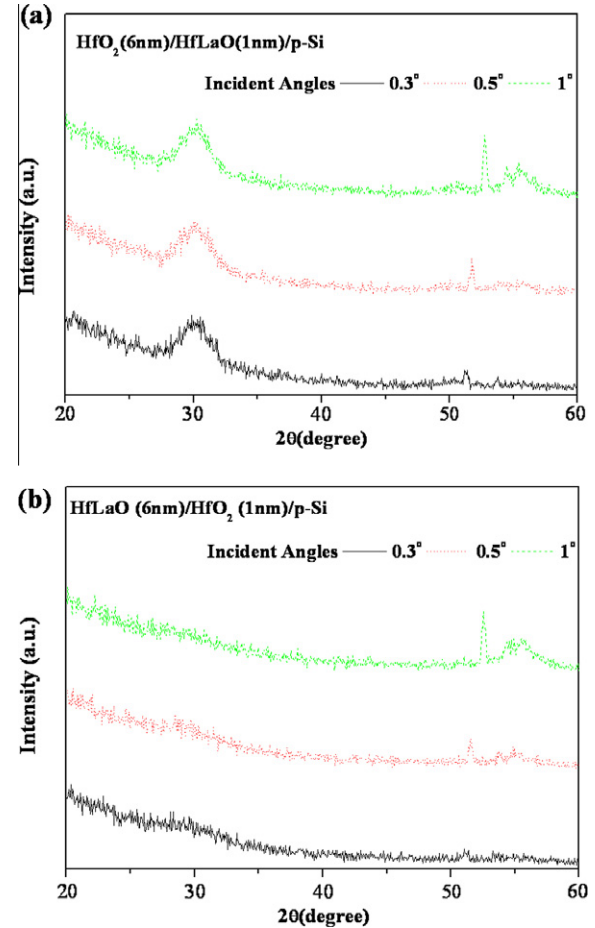 (a)
HfO₂(6nm)/HfLaO(1nm)/p-Si
Incident Angles 0.3° 0.5° 1°
Intensity (a.u.)
20 30 40 50 60
2θ(degree)
(b)
HfLaO (6nm)/HfO₂ (1nm)/p-Si
Incident Angles 0.3° 0.5° 1°
Intensity (a.u.)
20 30 40 50 60
2θ(degree)